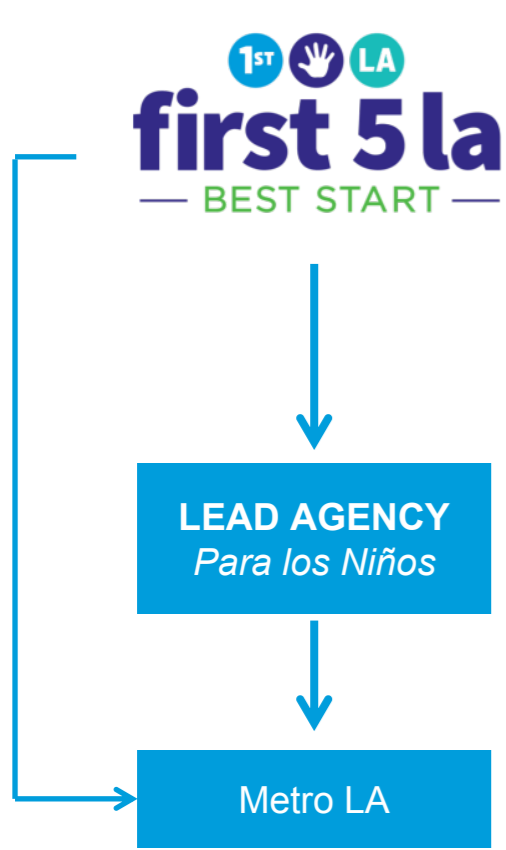 1ST LA
first 5 la
BEST START
LEAD AGENCY
Para los Niños
Metro LA